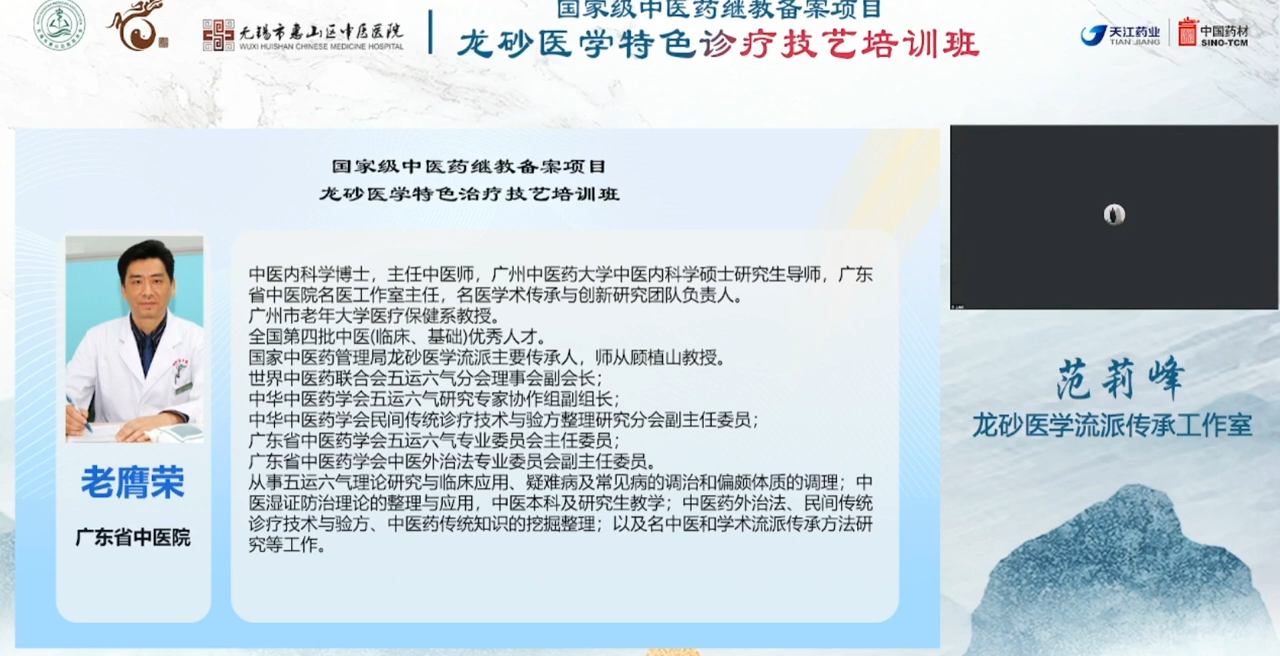 无锡市惠山区中医医院
WUXI HUISHAN CHINESE MEDICINE HOSPITAL
国家级中医药继教备案项目
龙砂医学特色诊疗技艺培训班
天江药业
TIAN JIANG
中国药材
SINO-TCM
国家级中医药继教备案项目
龙砂医学特色治疗技艺培训班
老膺荣
广东省中医院
中医内科学博士，主任中医师，广州中医药大学中医内科学硕士研究生导师，广东
省中医院名医工作室主任，名医学术传承与创新研究团队负责人。
广州市老年大学医疗保健系教授。
全国第四批中医(临床、基础)优秀人才。
国家中医药管理局龙砂医学流派主要传承人，师从顾植山教授。
世界中医药联合会五运六气分会理事会副会长；
中华中医药学会五运六气研究专家协作组副组长；
中华中医药学会民间传统诊疗技术与验方整理研究分会副主任委员；
广东省中医药学会五运六气专业委员会主任委员；
广东省中医药学会中医外治法专业委员会副主任委员。
从事五运六气理论研究与临床应用、疑难病及常见病的调治和偏颇体质的调理；中
医湿证防治理论的整理与应用，中医本科及研究生教学；中医药外治法、民间传统
诊疗技术与验方、中医药传统知识的挖掘整理；以及名中医和学术流派传承方法研
究等工作。
范莉峰
龙砂医学流派传承工作室